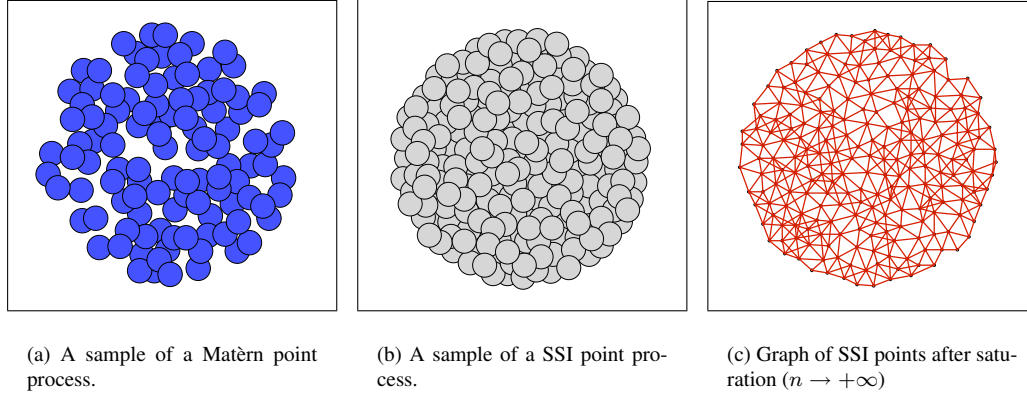 (a) A sample of a Matèrn point
process.
(b) A sample of a SSI point pro-
cess.
(c) Graph of SSI points after satu-
ration (n → +∞)